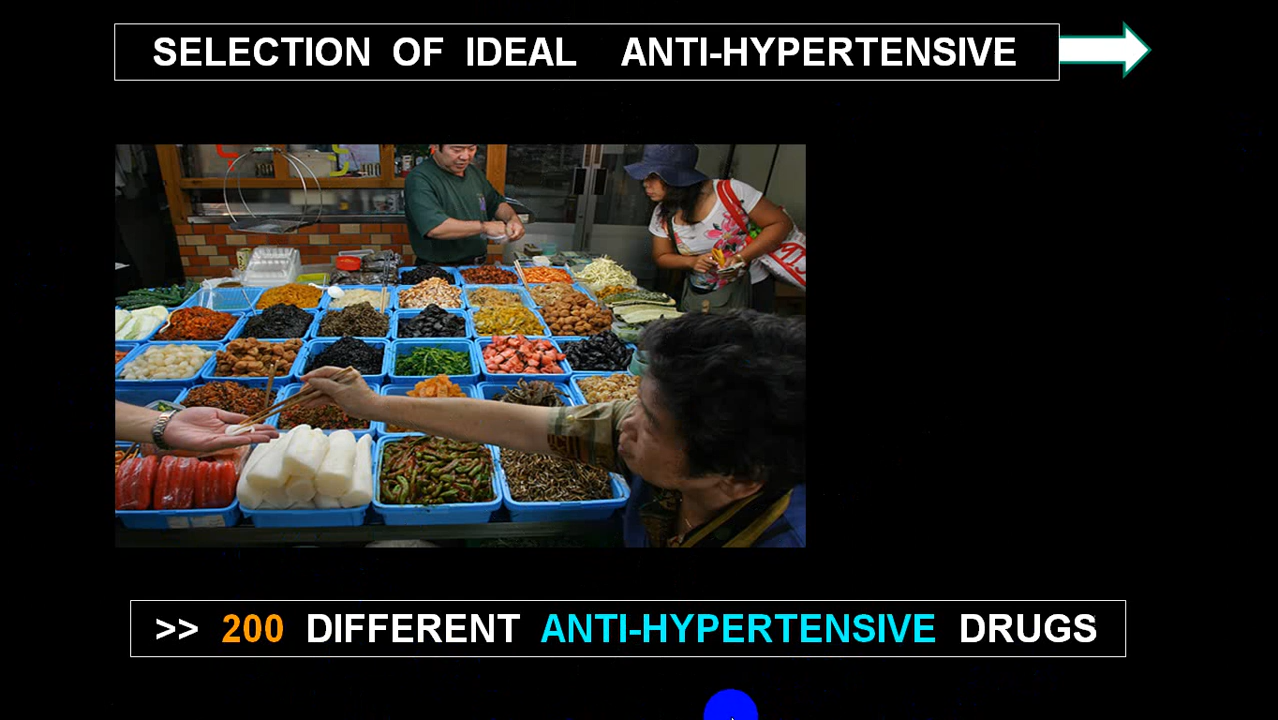 SELECTION OF IDEAL ANTI-HYPERTENSIVE
>> 200 DIFFERENT ANTI-HYPERTENSIVE DRUGS